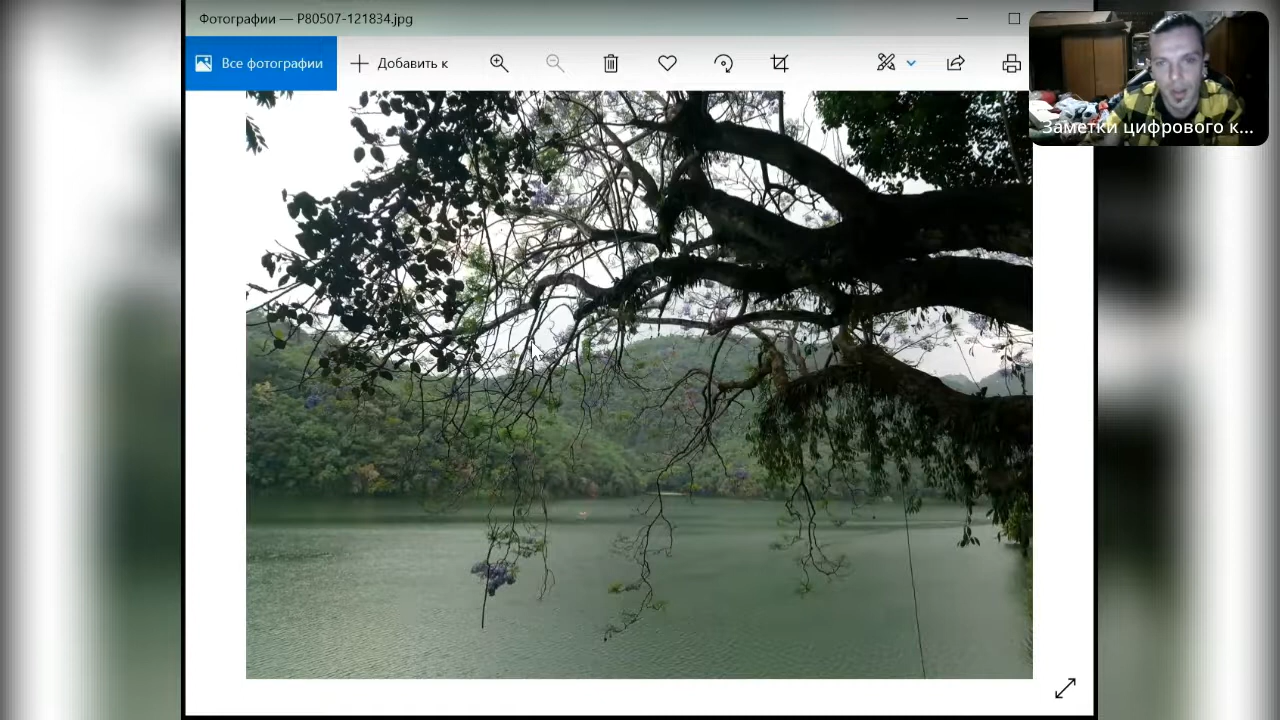 Фотографии — P80507-121834.jpg
Все фотографии
Добавить к
Заметки цифрового к...